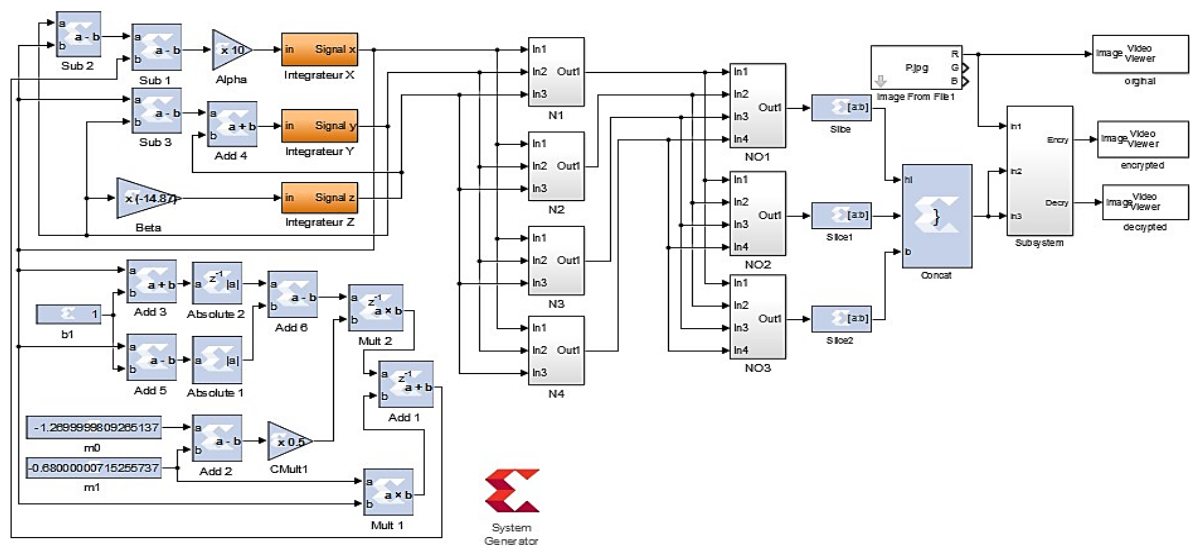 a
b
a - b
Sub 2
a
b
a - b
Sub 1
x 10
Alpha
in Signal x
Integrateur X
a
b
a - b
Sub 3
a
b
a + b
Add 4
in Signal y
Integrateur Y
x (-14.87)
Beta
in Signal z
Integrateur Z
1
b1
a
b
a + b
Add 3
z-1 |a|
Absolute 2
a
b
a - b
Add 6
a
b
z-1
a × b
Mult 2
a
b
a - b
Add 5
a |a|
Absolute 1
a
b
z-1
a + b
Add 1
-1.2699999809265137
m0
-0.68000000715255737
m1
a
b
a - b
Add 2
x 0.5
CMult1
a
b
a × b
Mult 1
In1
In2 Out1
In3
N1
In1
In2 Out1
In3
N2
In1
In2 Out1
In3
N3
In1
In2 Out1
In3
N4
In1
In2
In3
In4
Out1
NO1
In1
In2
In3
In4
Out1
NO2
In1
In2
In3
In4
Out1
NO3
[a:b]
Slice
[a:b]
Slice1
[a:b]
Slice2
hi
lo
Concat
P.jpg
R
G
B
Image From File1
In1
In2
In3
Encry
Decry
Subsystem
Image Video
Viewer
orginal
Image Video
Viewer
encrypted
Image Video
Viewer
decrypted
System
Generator